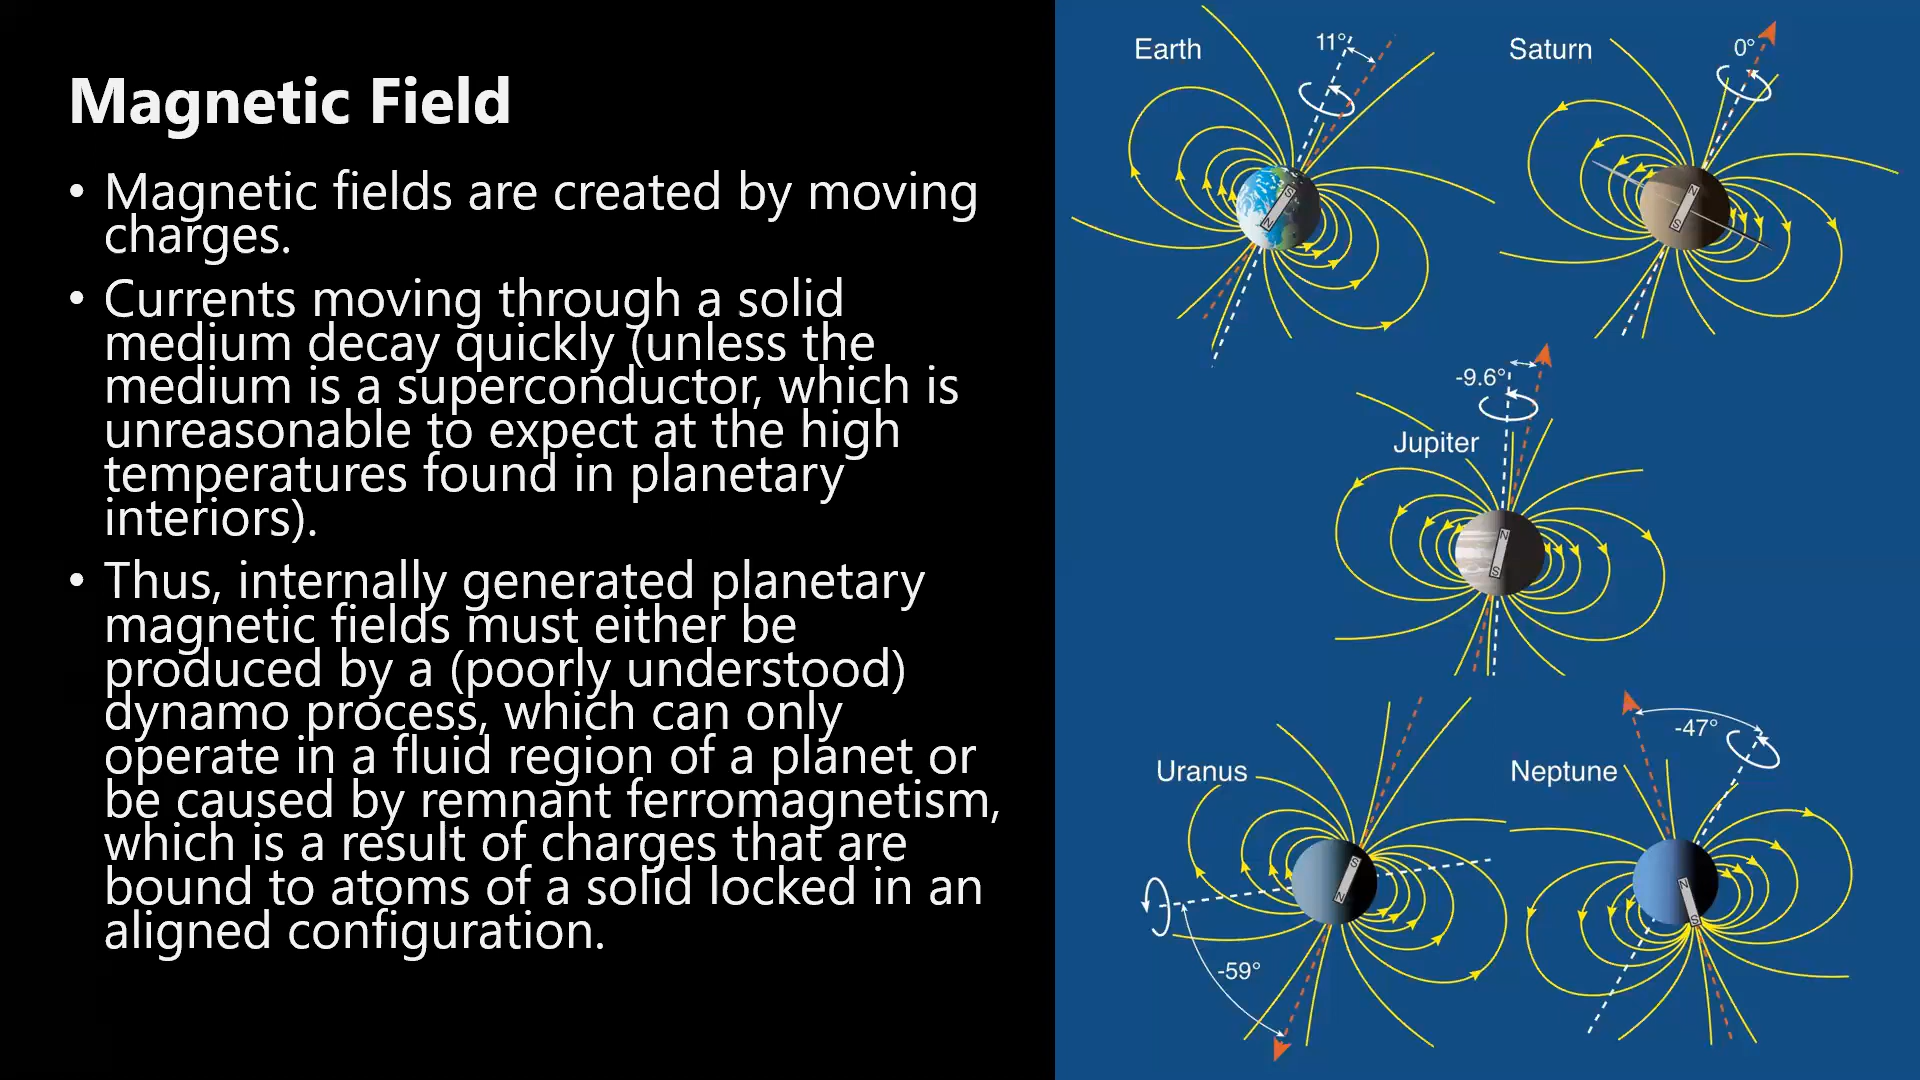 Magnetic Field
• Magnetic fields are created by moving
charges.
• Currents moving through a solid
medium decay quickly (unless the
medium is a superconductor, which is
unreasonable to expect at the high
temperatures found in planetary
interiors).
• Thus, internally generated planetary
magnetic fields must either be
produced by a (poorly understood)
dynamo process, which can only
operate in a fluid region of a planet or
be caused by remnant ferromagnetism,
which is a result of charges that are
bound to atoms of a solid locked in an
aligned configuration.
Earth
11°
S
N
Saturn
0°
N
S
Jupiter
-9.6°
N
S
Uranus
-59°
S
N
Neptune
-47°
N
S